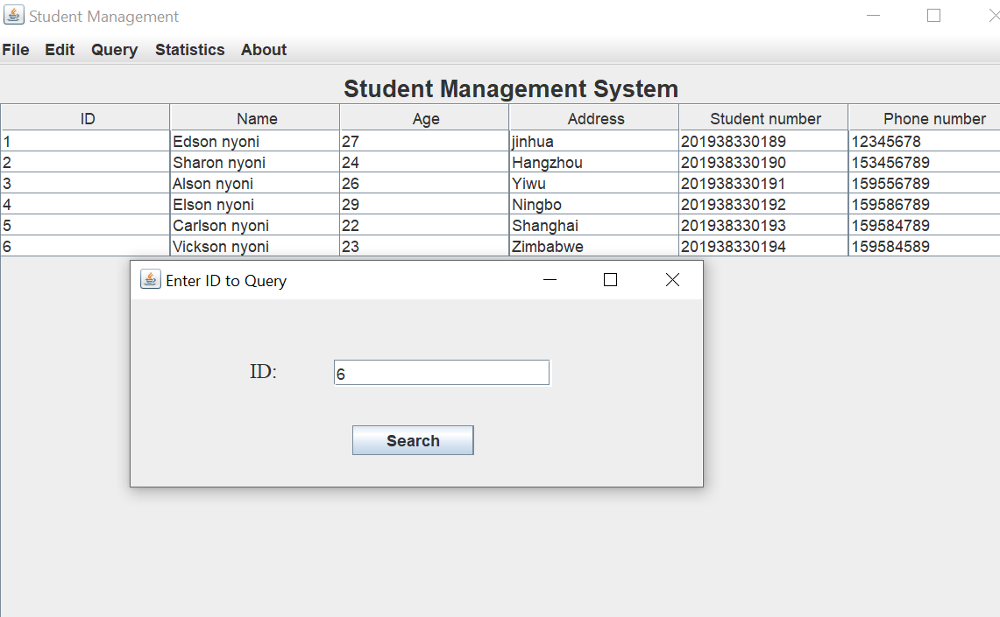 Student Management
File Edit Query Statistics About
Student Management System
ID Name Age Address Student number Phone number
1 Edson nyoni 27 jinhua 201938330189 12345678
2 Sharon nyoni 24 Hangzhou 201938330190 153456789
3 Alson nyoni 26 Yiwu 201938330191 159556789
4 Elson nyoni 29 Ningbo 201938330192 159586789
5 Carlson nyoni 22 Shanghai 201938330193 159584789
6 Vickson nyoni 23 Zimbabwe 201938330194 159584589
Enter ID to Query
ID: 6
Search